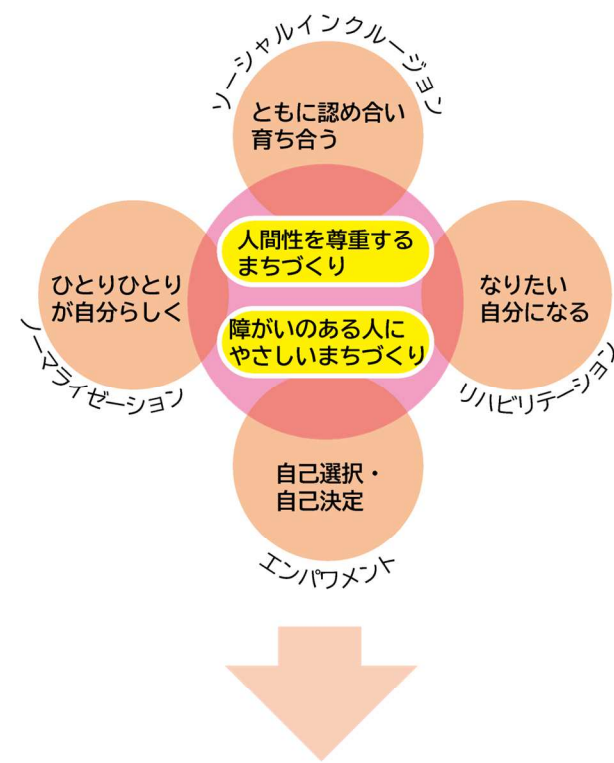 ソーシャルインクルージョン
ともに認め合い
育ち合う
人間性を尊重する
まちづくり
ひとりひとり
が自分らしく
ノーマライゼーション
なりたい
自分になる
リハビリテーション
障がいのある人に
やさしいまちづくり
自己選択・
自己決定
エンパワメント